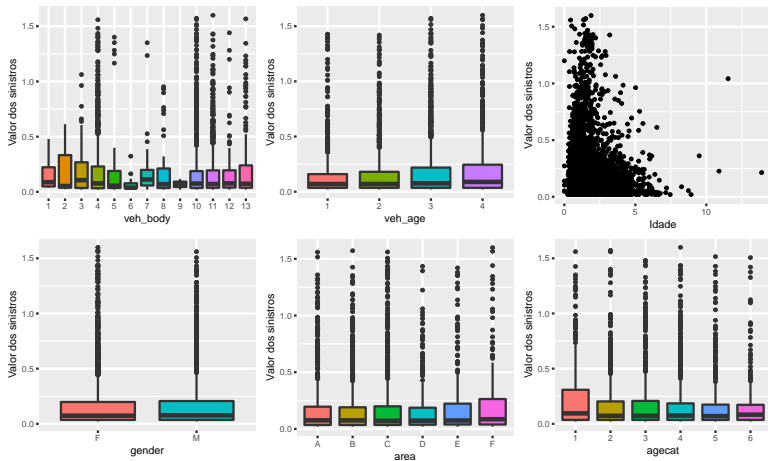 Valor dos sinistros
1.5
1.0
0.5
0.0
1 2 3 4 5 6 7 8 9 10 11 12 13
veh_body
Valor dos sinistros
1.5
1.0
0.5
0.0
1 2 3 4
veh_age
Valor dos sinistros
1.5
1.0
0.5
0.0
0 5 10
Idade
Valor dos sinistros
1.5
1.0
0.5
0.0
F M
gender
Valor dos sinistros
1.5
1.0
0.5
0.0
A B C D E F
area
Valor dos sinistros
1.5
1.0
0.5
0.0
1 2 3 4 5 6
agecat